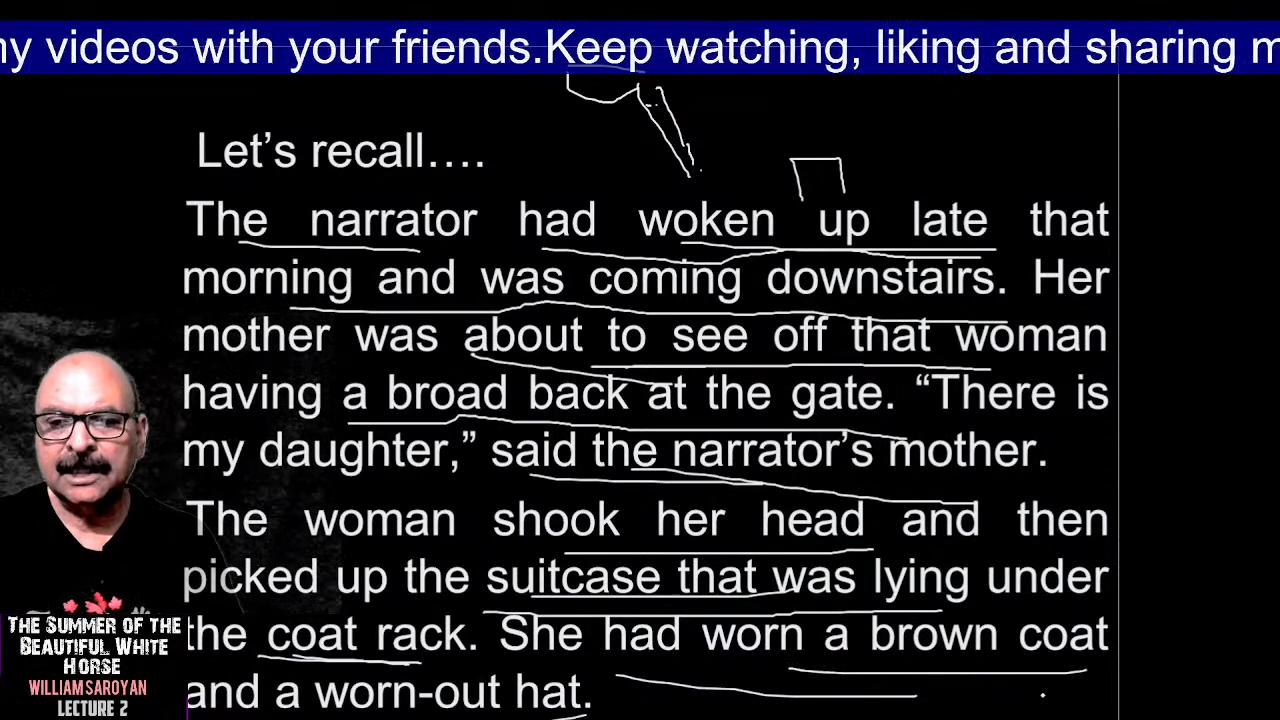 ny videos with your friends.Keep watching, liking and sharing m
Let's recall….
The narrator had woken up late that
morning and was coming downstairs. Her
mother was about to see off that woman
having a broad back at the gate. “There is
my daughter,” said the narrator's mother.
The woman shook her head and then
picked up the suitcase that was lying under
the coat rack. She had worn a brown coat
and a worn-out hat.
The Summer of the
Beautiful White
Horse
William Saroyan
Lecture 2